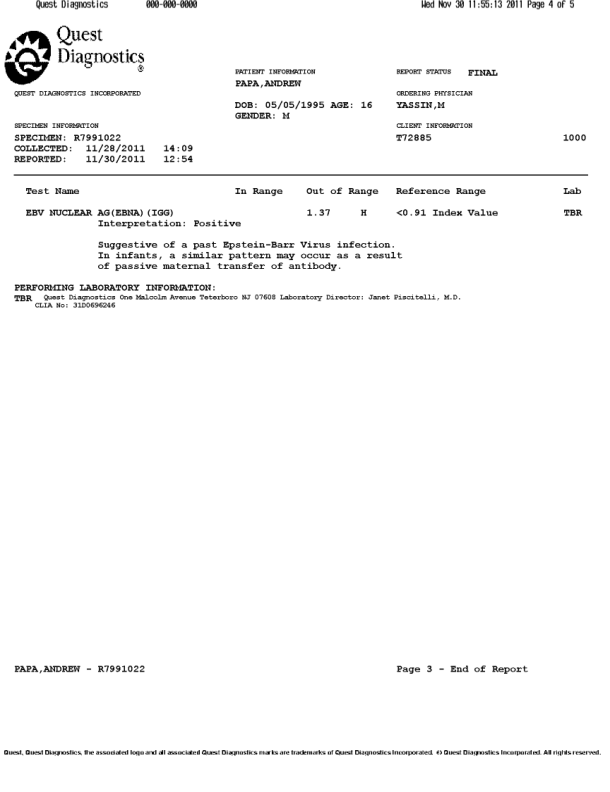 Quest Diagnostics 000-000-0000 Wed Nov 30 11:55:13 2011 Page 4 of 5
Quest
Diagnostics
®
PATIENT INFORMATION REPORT STATUS FINAL
PAPA,ANDREW
QUEST DIAGNOSTICS INCORPORATED ORDERING PHYSICIAN
DOB: 05/05/1995 AGE: 16 YASSIN,M
GENDER: M
SPECIMEN INFORMATION CLIENT INFORMATION
SPECIMEN: R7991022 T72885 1000
COLLECTED: 11/28/2011 14:09
REPORTED: 11/30/2011 12:54
Test Name In Range Out of Range Reference Range Lab
EBV NUCLEAR AG(EBNA)(IGG) 1.37 H <0.91 Index Value TBR
Interpretation: Positive
Suggestive of a past Epstein-Barr Virus infection.
In infants, a similar pattern may occur as a result
of passive maternal transfer of antibody.
PERFORMING LABORATORY INFORMATION:
TBR Quest Diagnostics One Malcolm Avenue Teterboro NJ 07608 Laboratory Director: Janet Piscitelli, M.D.
CLIA No: 31D0696246
PAPA,ANDREW - R7991022 Page 3 - End of Report
Quest, Quest Diagnostics, the associated logo and all associated Quest Diagnostics marks are trademarks of Quest Diagnostics Incorporated. © Quest Diagnostics Incorporated. All rights reserved.